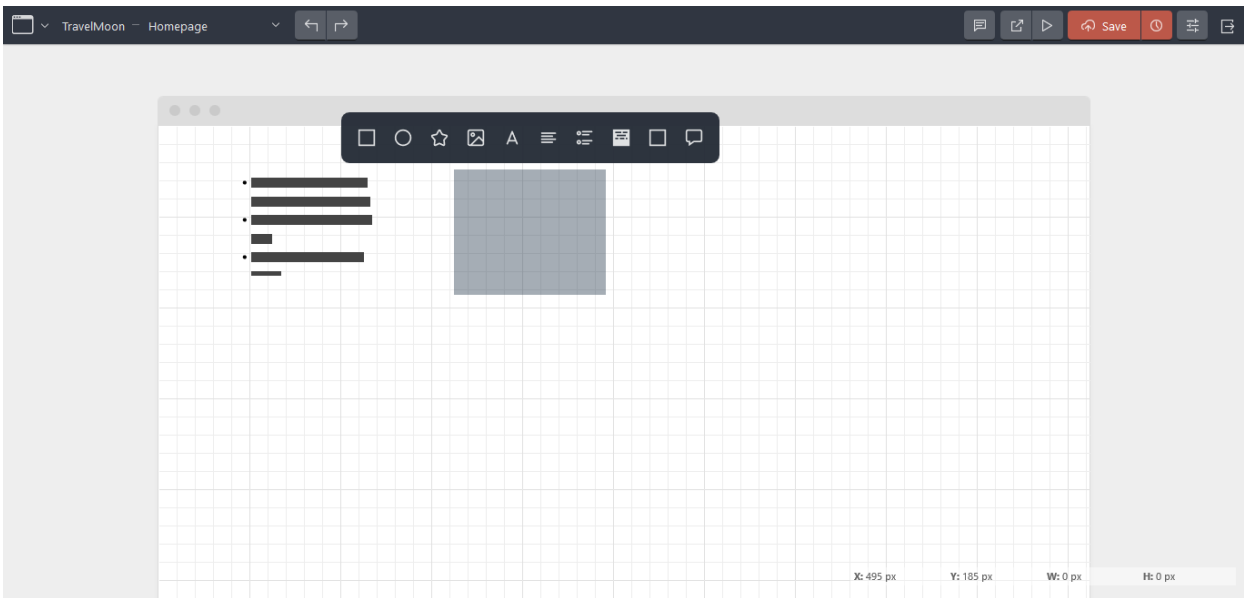 TravelMoon – Homepage
Save
A
X: 495 px Y: 185 px W: 0 px H: 0 px